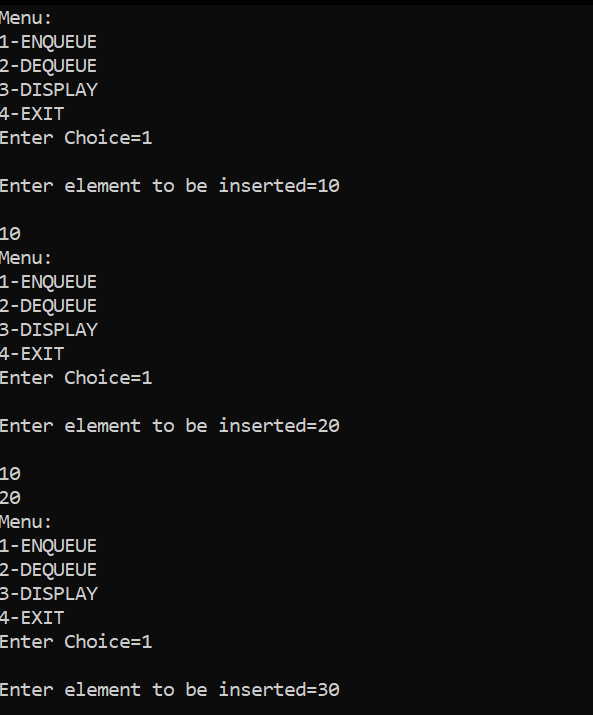 Menu:
1-ENQUEUE
2-DEQUEUE
3-DISPLAY
4-EXIT
Enter Choice=1
Enter element to be inserted=10
10
Menu:
1-ENQUEUE
2-DEQUEUE
3-DISPLAY
4-EXIT
Enter Choice=1
Enter element to be inserted=20
10
20
Menu:
1-ENQUEUE
2-DEQUEUE
3-DISPLAY
4-EXIT
Enter Choice=1
Enter element to be inserted=30